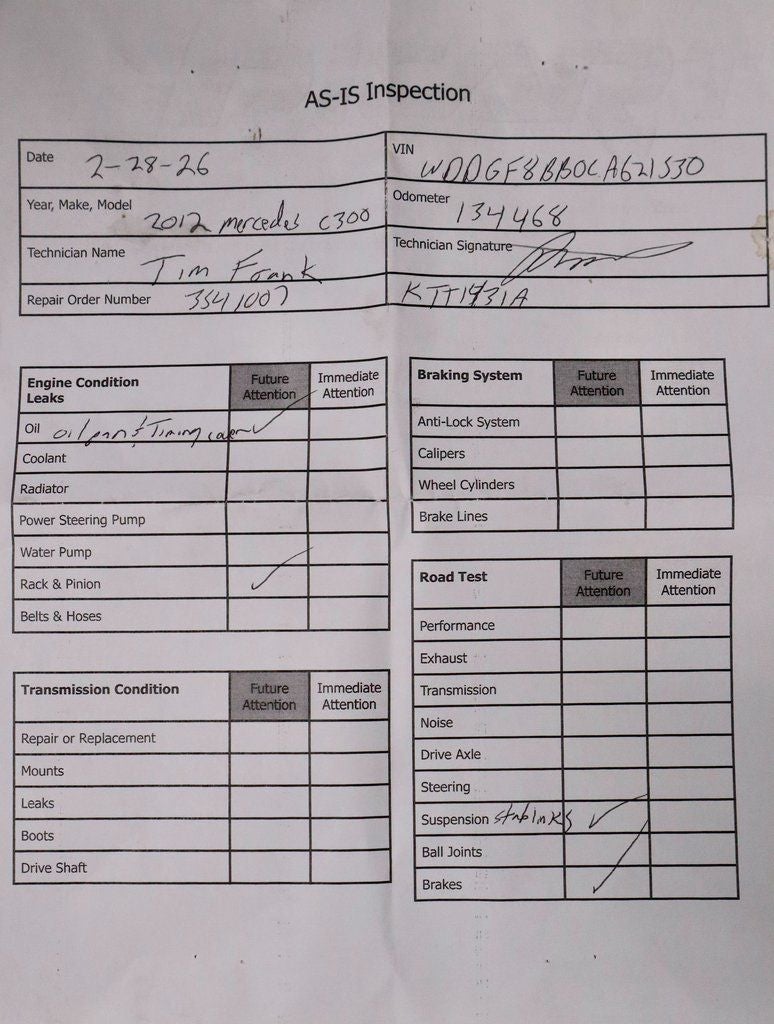 AS-IS Inspection
Date 2-28-26
VIN WDDGF8BB0CA621530
Year, Make, Model 2012 mercedes c300
Odometer 134468
Technician Name Tim Frank
Technician Signature
Repair Order Number 3541007
KJT1931A
Engine Condition Leaks
Future Attention
Immediate Attention
Oil oil pan & Timing cover
Coolant
Radiator
Power Steering Pump
Water Pump
Rack & Pinion
Belts & Hoses
Transmission Condition
Future Attention
Immediate Attention
Repair or Replacement
Mounts
Leaks
Boots
Drive Shaft
Braking System
Future Attention
Immediate Attention
Anti-Lock System
Calipers
Wheel Cylinders
Brake Lines
Road Test
Future Attention
Immediate Attention
Performance
Exhaust
Transmission
Noise
Drive Axle
Steering
Suspension stablinks
Ball Joints
Brakes